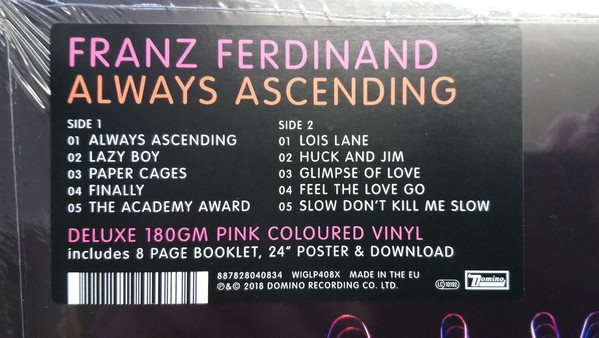 FRANZ FERDINAND
ALWAYS ASCENDING
SIDE 1
01 ALWAYS ASCENDING
02 LAZY BOY
03 PAPER CAGES
04 FINALLY
05 THE ACADEMY AWARD
SIDE 2
01 LOIS LANE
02 HUCK AND JIM
03 GLIMPSE OF LOVE
04 FEEL THE LOVE GO
05 SLOW DON'T KILL ME SLOW
DELUXE 180GM PINK COLOURED VINYL
includes 8 PAGE BOOKLET, 24” POSTER & DOWNLOAD
887828040834 WIGLP408X MADE IN THE EU
℗&© 2018 DOMINO RECORDING CO. LTD.
LC 10192
Domino